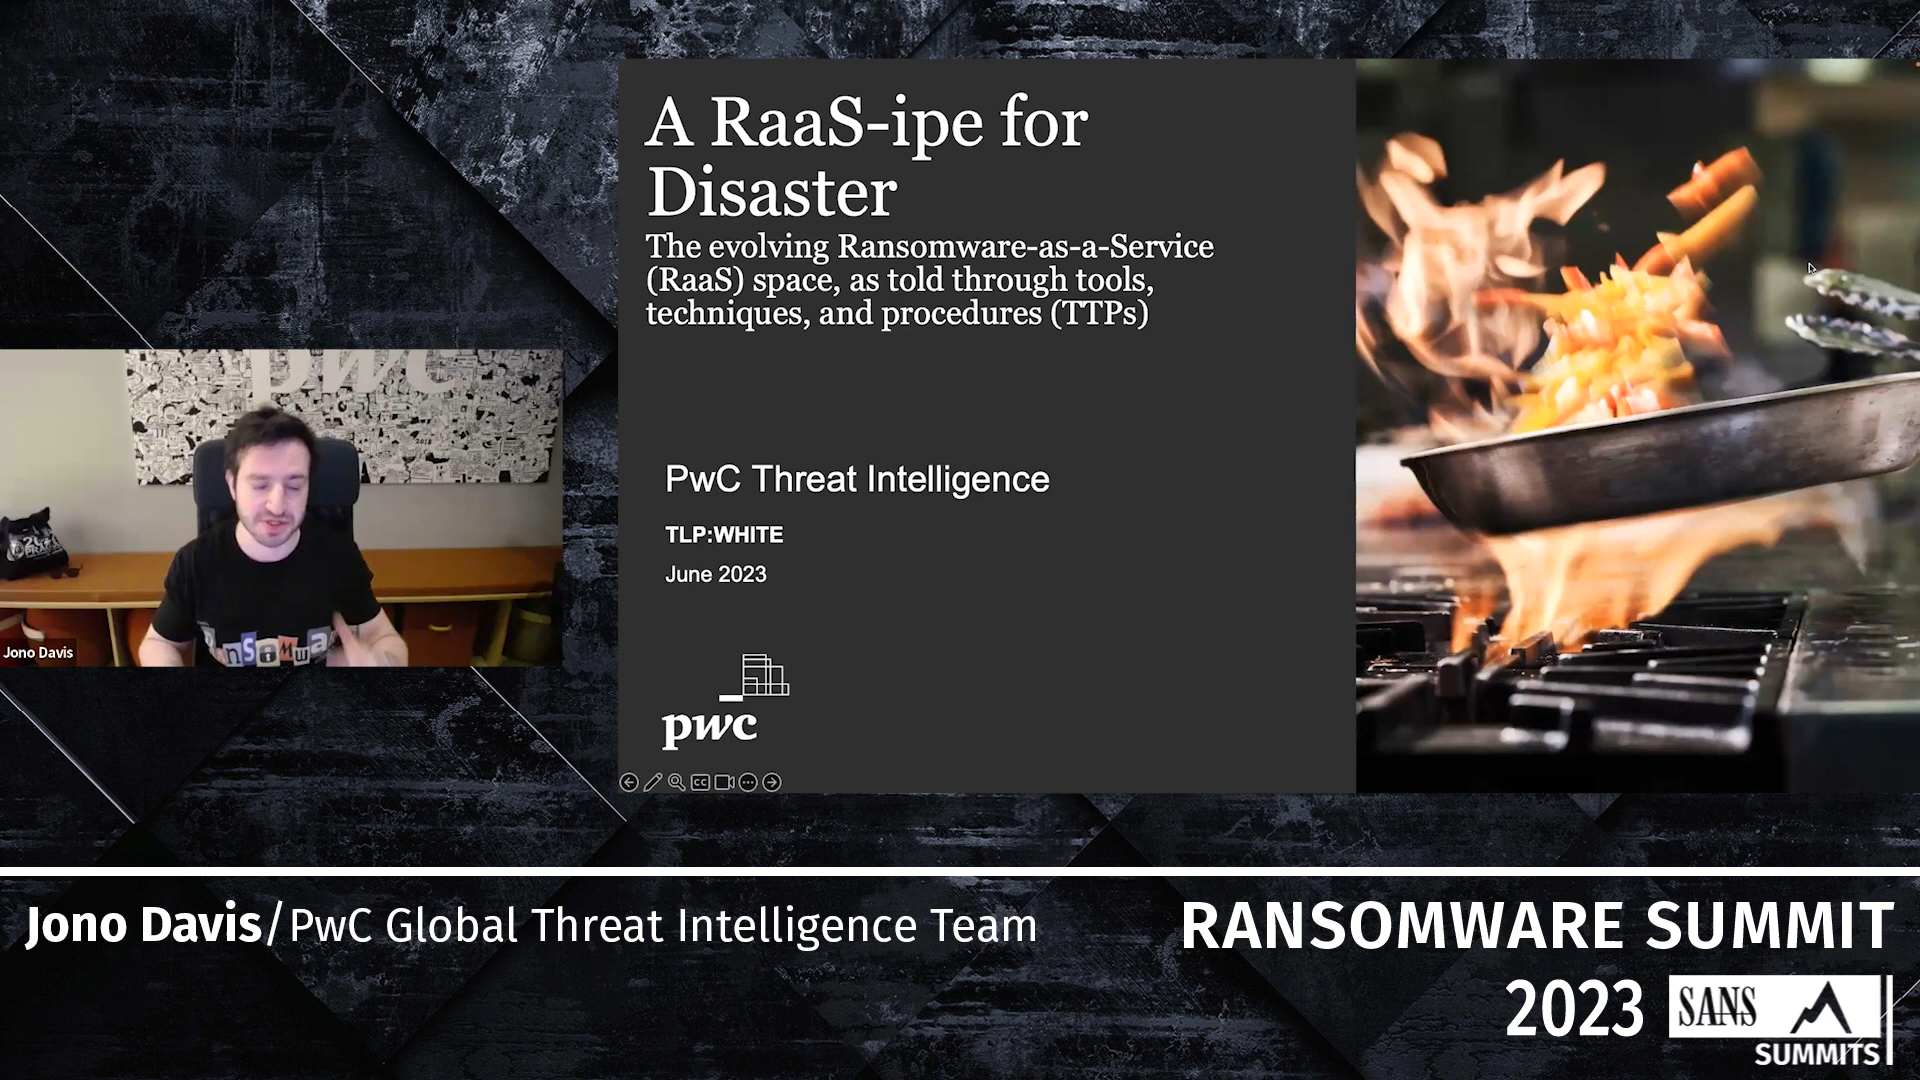 A RaaS-ipe for
Disaster
The evolving Ransomware-as-a-Service
(RaaS) space, as told through tools,
techniques, and procedures (TTPs)
PwC Threat Intelligence
TLP:WHITE
June 2023
pwc
cc
pwc
Jono Davis
Jono Davis/PwC Global Threat Intelligence Team
RANSOMWARE SUMMIT
2023
SANS
SUMMITS